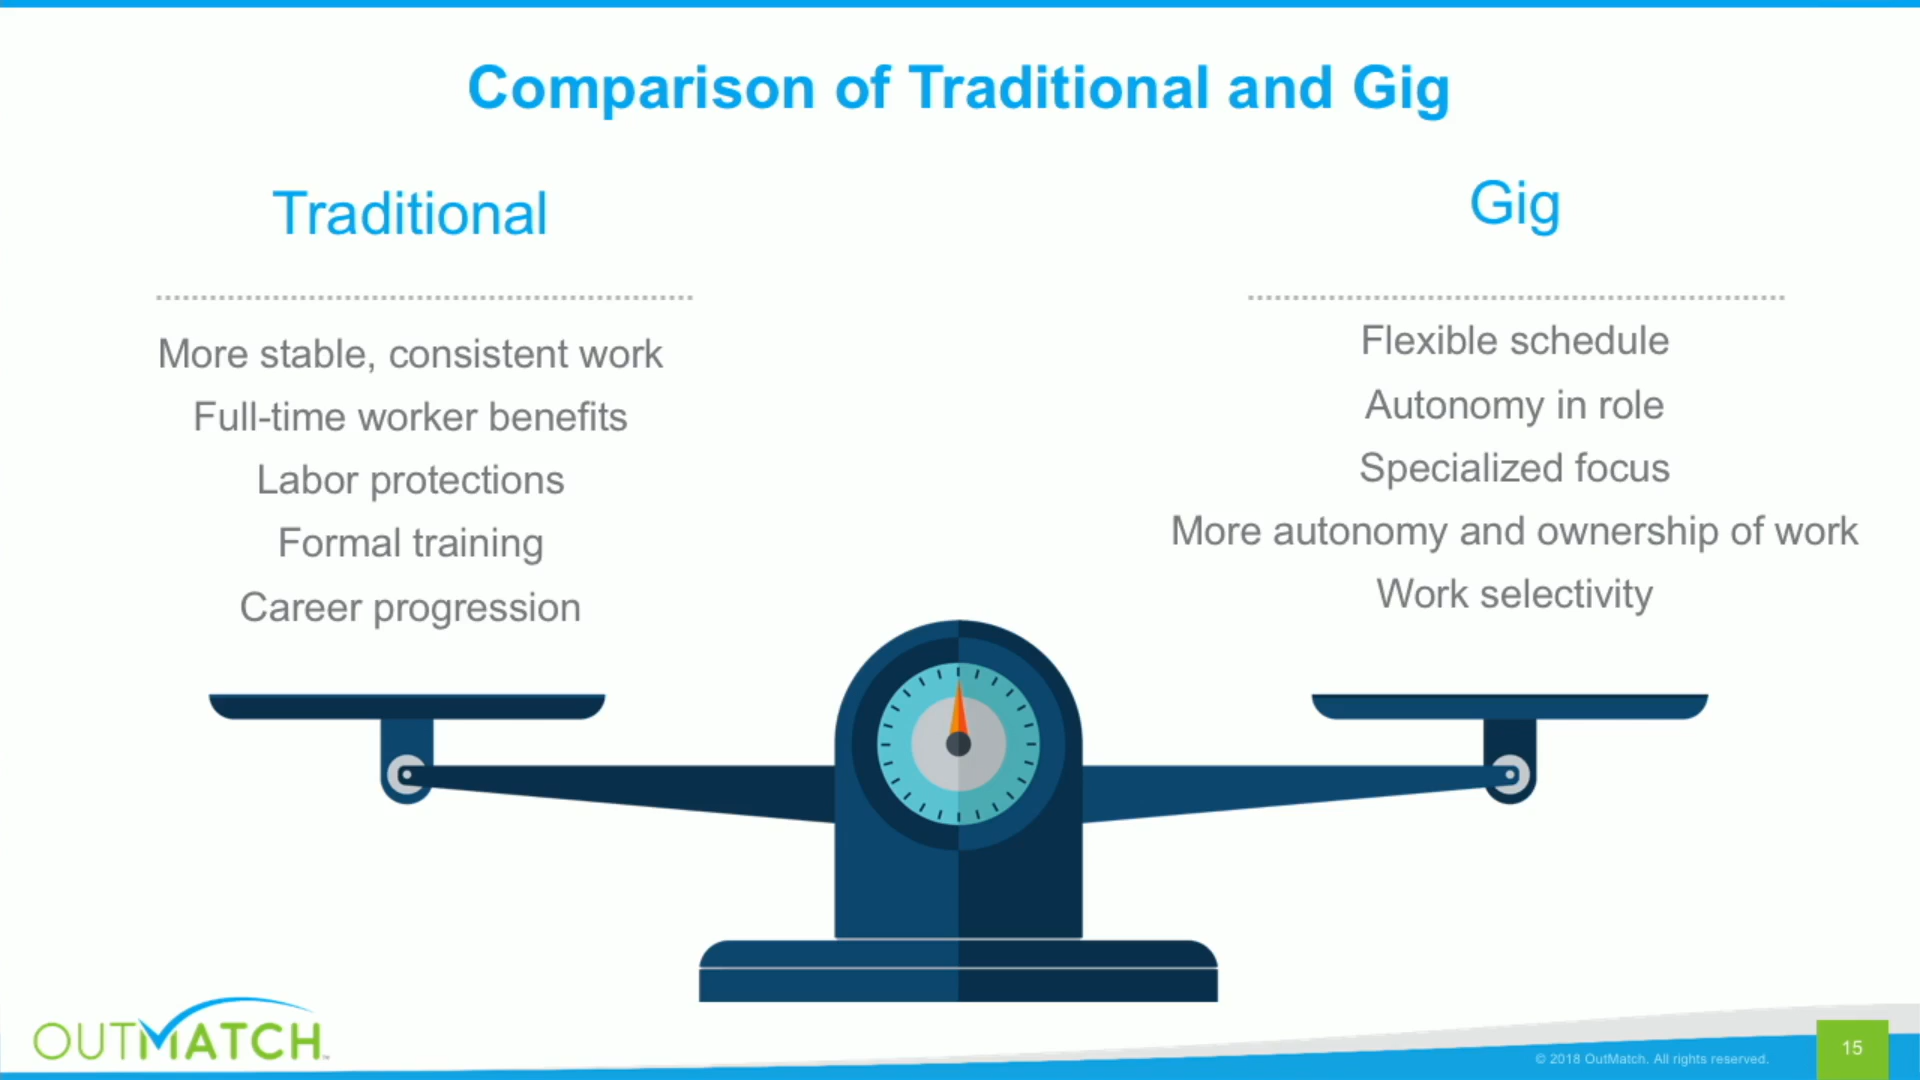 Comparison of Traditional and Gig
Traditional
More stable, consistent work
Full-time worker benefits
Labor protections
Formal training
Career progression
Gig
Flexible schedule
Autonomy in role
Specialized focus
More autonomy and ownership of work
Work selectivity
OUTMATCH™
© 2018 OutMatch. All rights reserved.
15